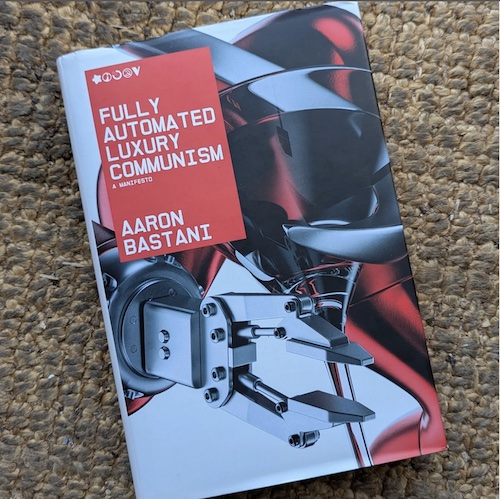 FULLY
AUTOMATED
LUXURY
COMMUNISM
A MANIFESTO
AARON
BASTANI